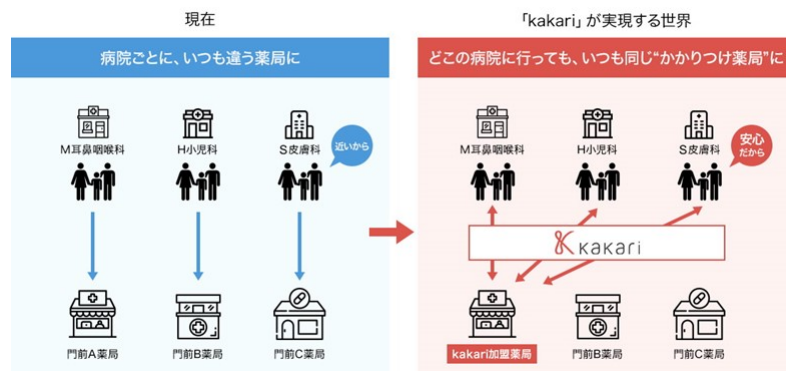 現在
「kakari」が実現する世界
病院ごとに、いつも違う薬局に
どこの病院に行っても、いつも同じ“かかりつけ薬局”に
M耳鼻咽喉科
H小児科
S皮膚科
近いから
M耳鼻咽喉科
H小児科
S皮膚科
安心
だから
kakari
門前A薬局
門前B薬局
門前C薬局
kakari加盟薬局
門前B薬局
門前C薬局